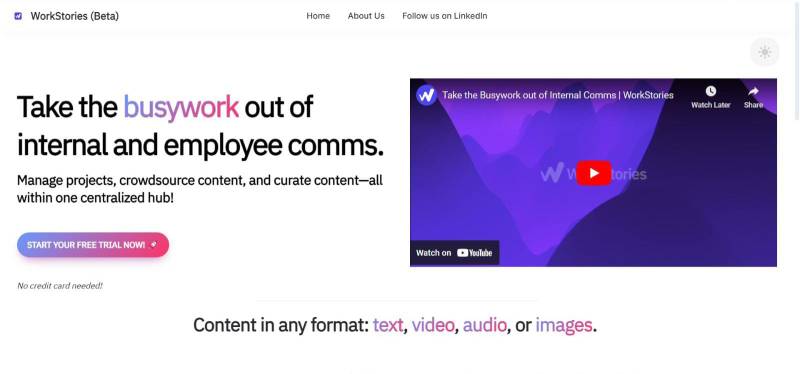 WorkStories (Beta)
Home
About Us
Follow us on LinkedIn
Take the busywork out of
internal and employee comms.
Manage projects, crowdsource content, and curate content—all
within one centralized hub!
START YOUR FREE TRIAL NOW! 🚀
No credit card needed!
Take the Busywork out of Internal Comms | WorkStories
Watch Later
Share
Watch on YouTube
Content in any format: text, video, audio, or images.